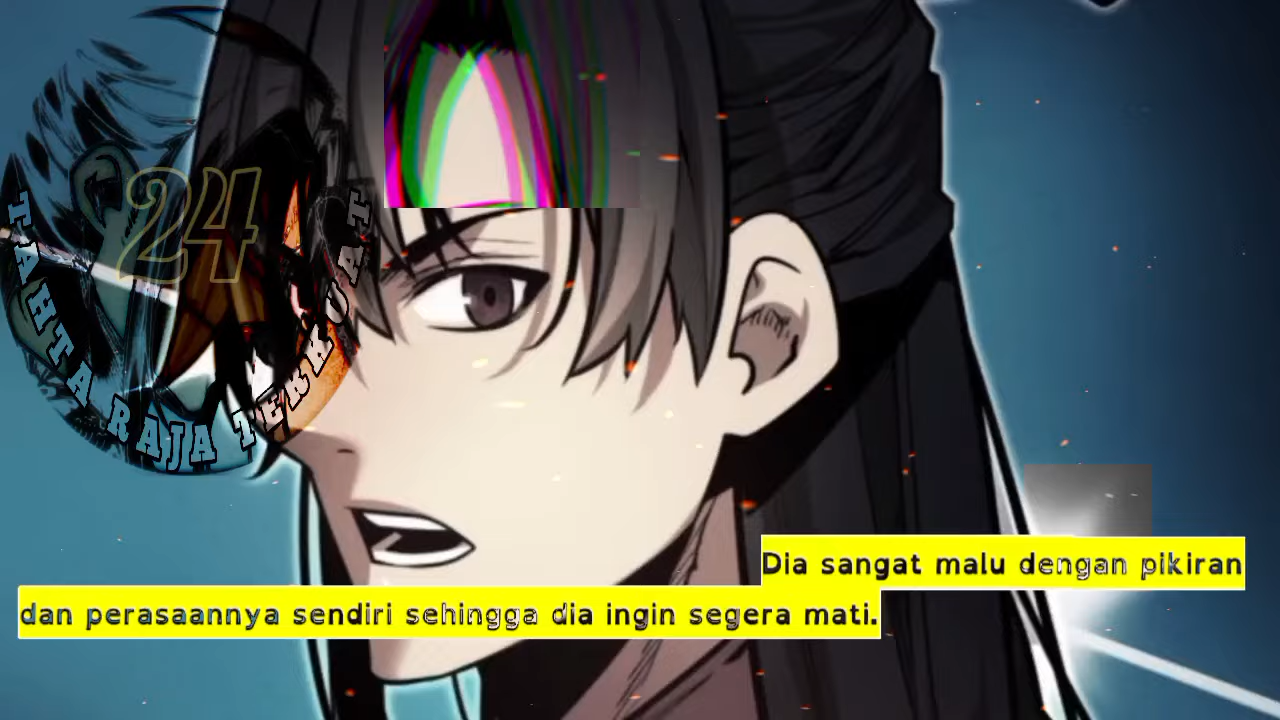 24
TAHTA RAJA TERKUAT
Dia sangat malu dengan pikiran
dan perasaannya sendiri sehingga dia ingin segera mati.